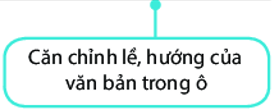 Căn chỉnh lề, hướng của
văn bản trong ô